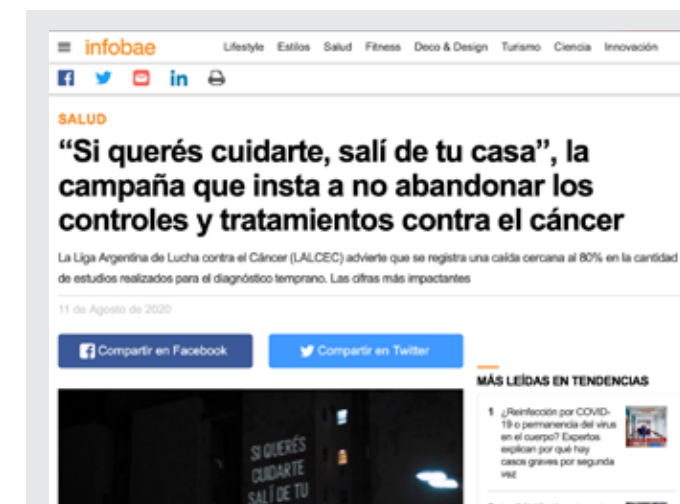 infobae
Lifestyle Estilos Salud Fitness Deco & Design Turismo Ciencia Innovación
SALUD
“Si querés cuidarte, salí de tu casa”, la
campaña que insta a no abandonar los
controles y tratamientos contra el cáncer
La Liga Argentina de Lucha contra el Cáncer (LALCEC) advierte que se registra una caída cercana al 80% en la cantidad
de estudios realizados para el diagnóstico temprano. Las cifras más impactantes
11 de Agosto de 2020
Compartir en Facebook
Compartir en Twitter
MÁS LEÍDAS EN TENDENCIAS
1 ¿Reinfección por COVID-
19 o permanencia del virus
en el cuerpo? Expertos
explican por qué hay
casos graves por segunda
vez
SI QUERÉS
CUIDARTE
SALÍ DE TU